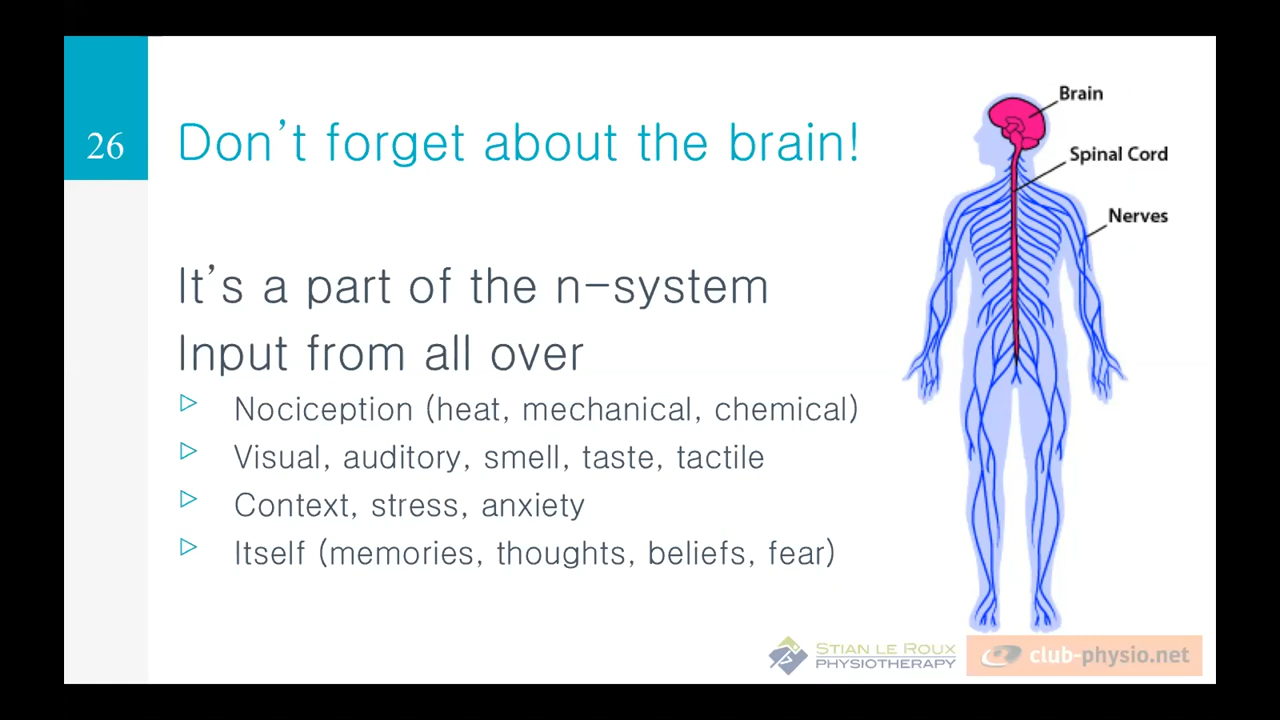 26
Don't forget about the brain!
It's a part of the n-system
Input from all over
Nociception (heat, mechanical, chemical)
Visual, auditory, smell, taste, tactile
Context, stress, anxiety
Itself (memories, thoughts, beliefs, fear)
Brain
Spinal Cord
Nerves
STIAN LE ROUX
PHYSIOTHERAPY
club-physio.net